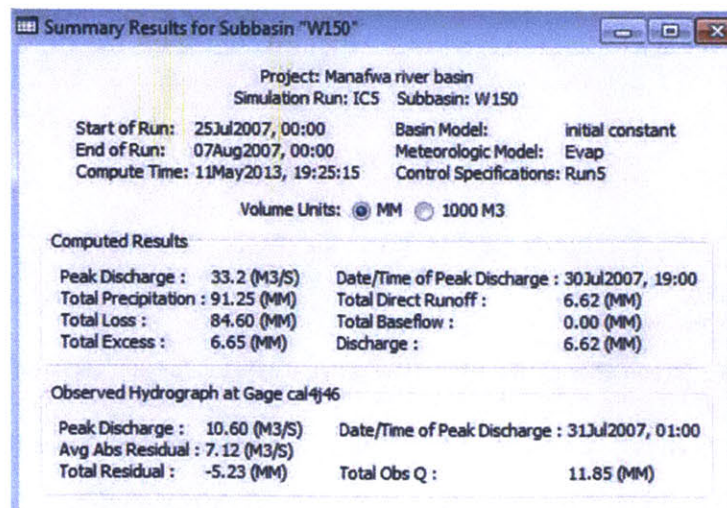 Summary Results for Subbasin "W150"
Project: Manafwa river basin
Simulation Run: IC5 Subbasin: W150
Start of Run: 25Jul2007, 00:00 Basin Model: initial constant
End of Run: 07Aug2007, 00:00 Meteorologic Model: Evap
Compute Time: 11May2013, 19:25:15 Control Specifications: Run5
Volume Units: MM 1000 M3
Computed Results
Peak Discharge : 33.2 (M3/S) Date/Time of Peak Discharge : 30Jul2007, 19:00
Total Precipitation : 91.25 (MM) Total Direct Runoff : 6.62 (MM)
Total Loss : 84.60 (MM) Total Baseflow : 0.00 (MM)
Total Excess : 6.65 (MM) Discharge : 6.62 (MM)
Observed Hydrograph at Gage cal4j46
Peak Discharge : 10.60 (M3/S) Date/Time of Peak Discharge : 31Jul2007, 01:00
Avg Abs Residual : 7.12 (M3/S)
Total Residual : -5.23 (MM) Total Obs Q : 11.85 (MM)